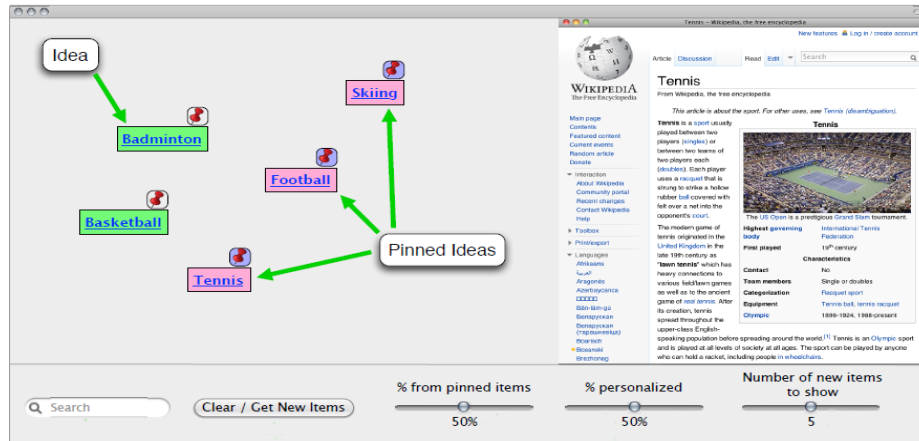 Idea
Skiing
Badminton
Football
Basketball
Pinned Ideas
Tennis
Tennis – Wikipedia, the free encyclopedia
New features Log in / create account
WIKIPEDIA
The Free Encyclopedia
Main page
Contents
Featured content
Current events
Random article
Donate
Interaction
About Wikipedia
Community portal
Recent changes
Contact Wikipedia
Help
Toolbox
Print/export
Languages
Afrikaans
العربية
Aragonés
Azərbaycanca
Bân-lâm-gú
Беларуская
Беларуская
(тарашкевіца)
Bosanski
Brezhoneg
Article Discussion Read Edit Search
Tennis
From Wikipedia, the free encyclopedia
This article is about the sport. For other uses, see Tennis (disambiguation).
Tennis is a sport usually
played between two
players (singles) or
between two teams of
two players each
(doubles). Each player
uses a racquet that is
strung to strike a hollow
rubber ball covered with
felt over a net into the
opponent's court.
The modern game of
tennis originated in the
United Kingdom in the
late 19th century as
"lawn tennis" which has
heavy connections to
various field/lawn games
as well as to the ancient
game of real tennis. After
its creation, tennis
spread throughout the
upper-class English-
speaking population before spreading around the world.[1] Tennis is an Olympic sport
and is played at all levels of society at all ages. The sport can be played by anyone
who can hold a racket, including people in wheelchairs.
Tennis
The US Open is a prestigious Grand Slam tournament.
Highest governing body International Tennis Federation
First played 19th century
Characteristics
Contact No
Team members Single or doubles
Categorization Racquet sport
Equipment Tennis ball, tennis racquet
Olympic 1896-1924, 1988-present
Search
Clear / Get New Items
% from pinned items
50%
% personalized
50%
Number of new items
to show
5